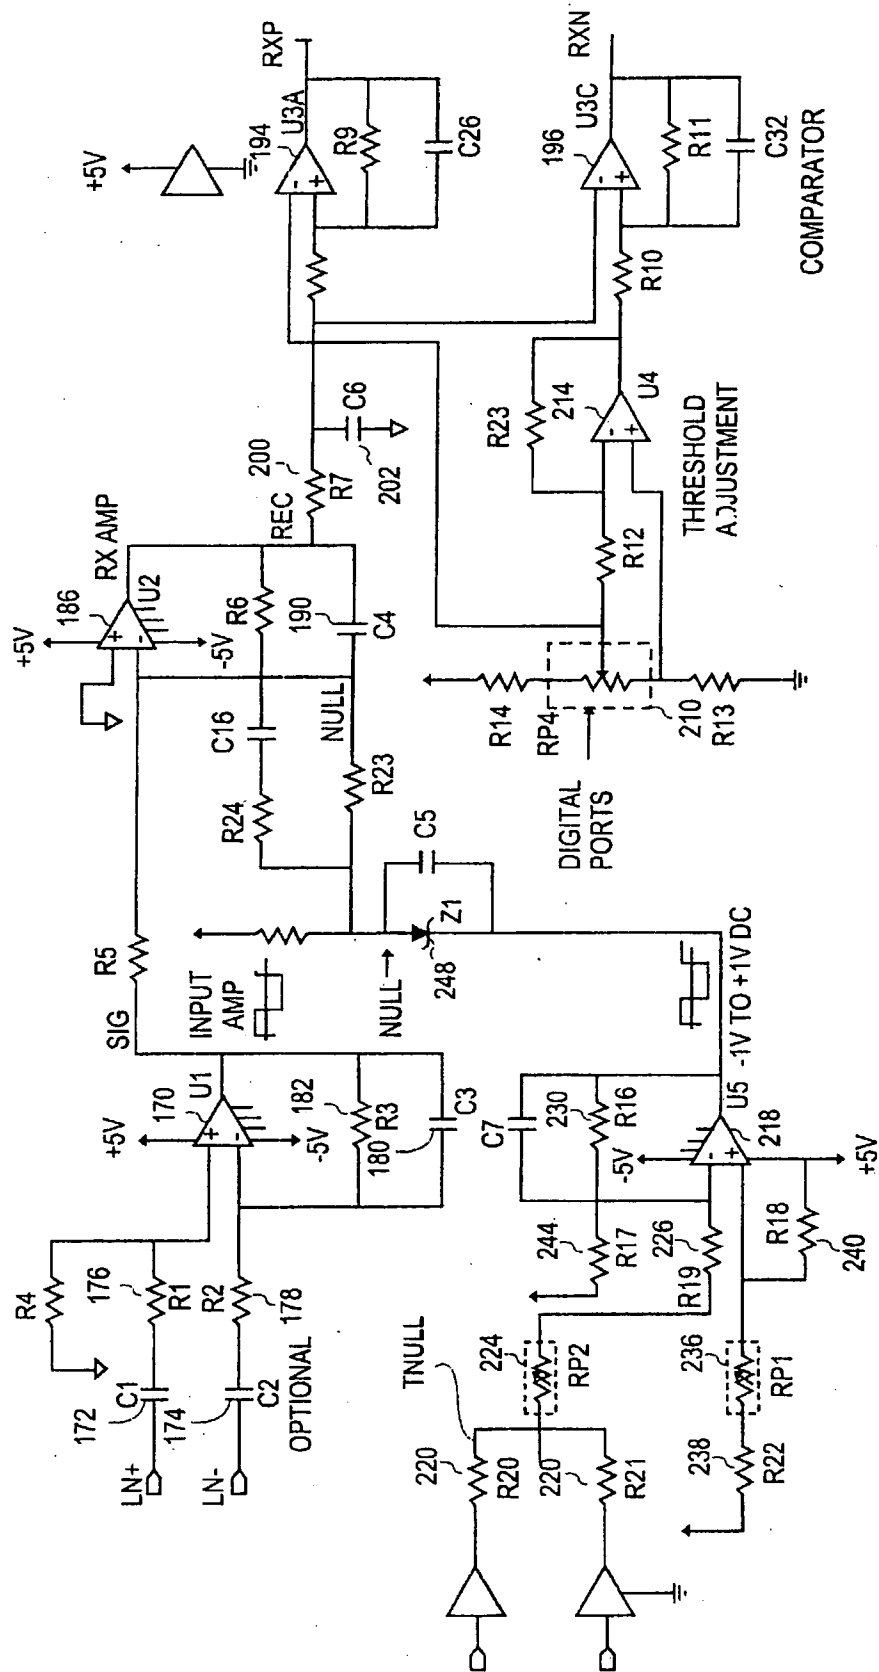 +5V
194
U3A
RXP
R9
C26
196
U3C
RXN
R11
C32
COMPARATOR
R10
200
R7
C6
202
REC
RX AMP
186
U2
+5V
-5V
R6
190
C4
C16
NULL
R24
R23
R23
214
U4
R12
THRESHOLD
ADJUSTMENT
R14
RP4
210
R13
DIGITAL
PORTS
C5
Z1
248
NULL
INPUT
AMP
R5
SIG
+5V
170
U1
-5V
182
R3
180
C3
R4
176
R1
R2
178
C1
172
174
C2
OPTIONAL
LN+
LN-
-1V TO +1V DC
C7
230
R16
U5
218
-5V
+5V
244
R17
226
R19
R18
240
TNULL
224
RP2
236
RP1
220
R20
220
R21
238
R22